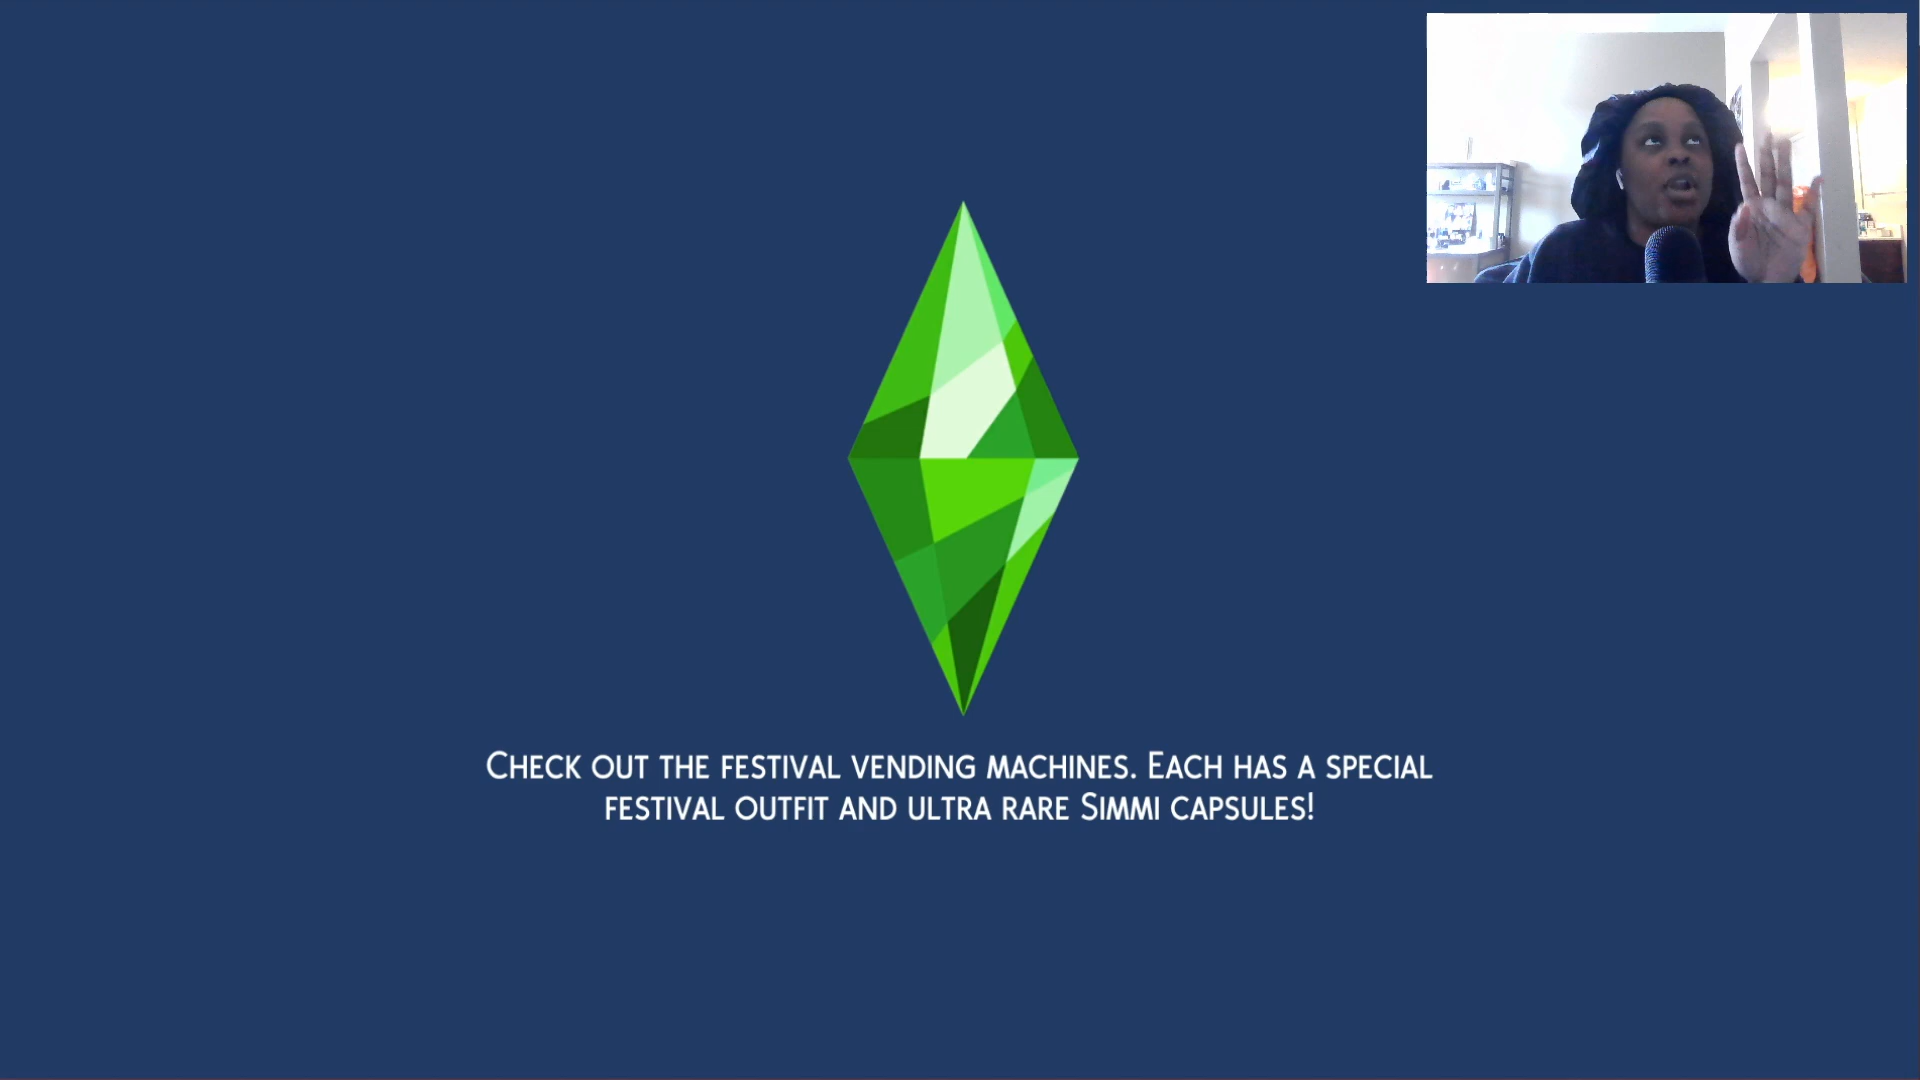 Check out the festival vending machines. Each has a special
festival outfit and ultra rare Simmi capsules!